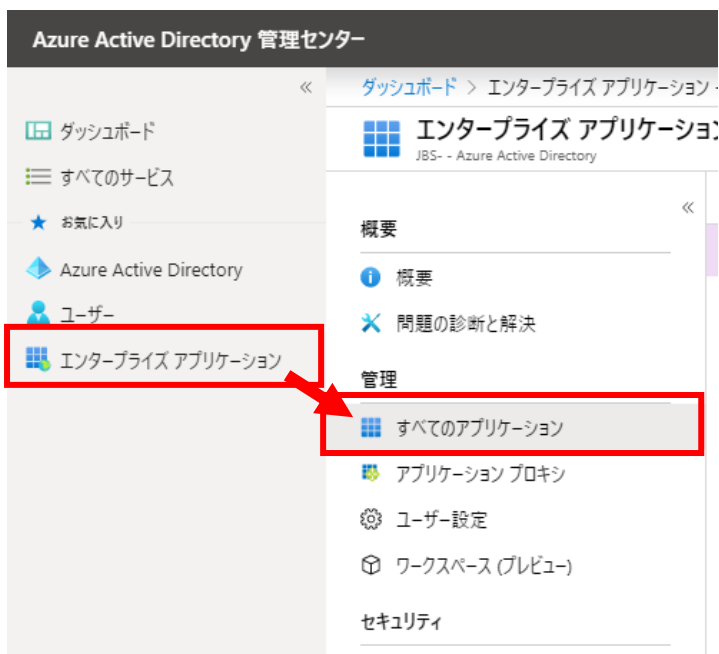 Azure Active Directory 管理センター
ダッシュボード
すべてのサービス
お気に入り
Azure Active Directory
ユーザー
エンタープライズ アプリケーション
ダッシュボード > エンタープライズ アプリケーション -
エンタープライズ アプリケーション
JBS- - Azure Active Directory
概要
概要
問題の診断と解決
管理
すべてのアプリケーション
アプリケーション プロキシ
ユーザー設定
ワークスペース (プレビュー)
セキュリティ